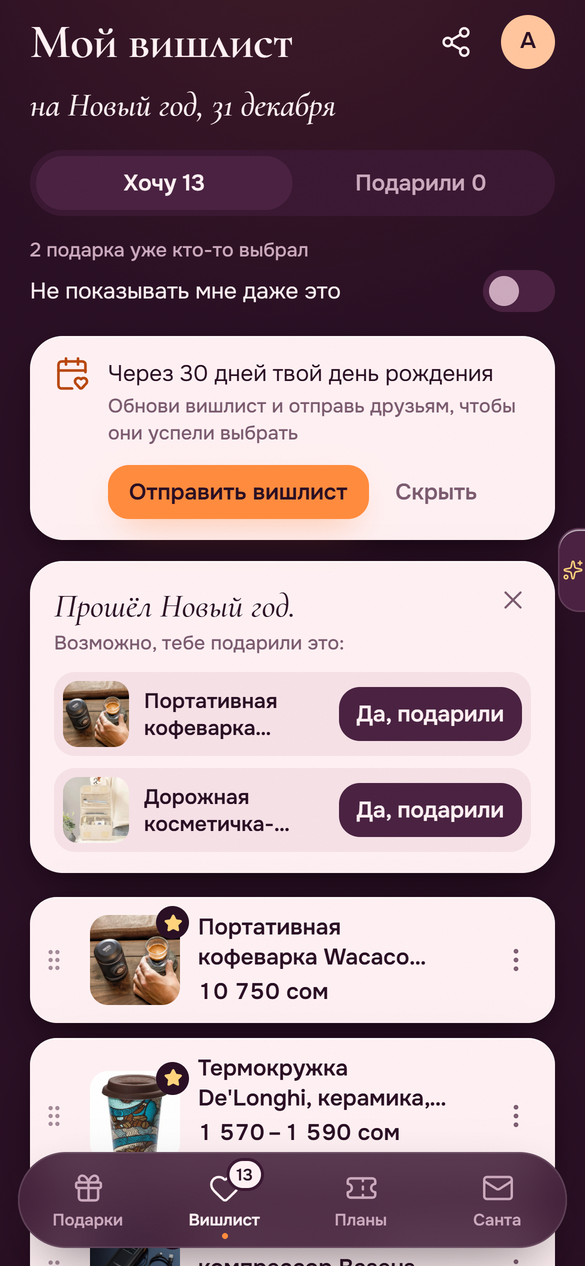 Мой вишлист
А
на Новый год, 31 декабря
Хочу 13
Подарили 0
2 подарка уже кто-то выбрал
Не показывать мне даже это
Через 30 дней твой день рождения
Обнови вишлист и отправь друзьям, чтобы
они успели выбрать
Отправить вишлист
Скрыть
Прошёл Новый год.
Возможно, тебе подарили это:
Портативная
кофеварка...
Да, подарили
Дорожная
косметичка-...
Да, подарили
Портативная
кофеварка Wacaco...
10 750 сом
Термокружка
De'Longhi, керамика,...
1 570 – 1 590 сом
13
Подарки
Вишлист
Планы
Санта